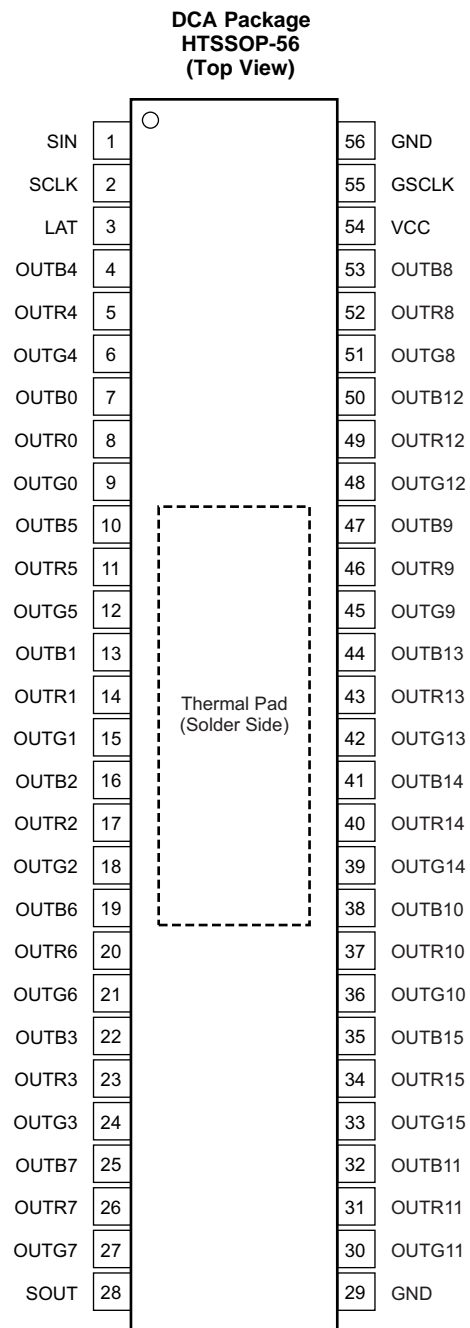 DCA Package
HTSSOP-56
(Top View)
SIN 1 56 GND
SCLK 2 55 GSCLK
LAT 3 54 VCC
OUTB4 4 53 OUTB8
OUTR4 5 52 OUTR8
OUTG4 6 51 OUTG8
OUTB0 7 50 OUTB12
OUTR0 8 49 OUTR12
OUTG0 9 48 OUTG12
OUTB5 10 47 OUTB9
OUTR5 11 46 OUTR9
OUTG5 12 45 OUTG9
OUTB1 13 44 OUTB13
OUTR1 14 43 OUTR13
Thermal Pad
(Solder Side)
OUTG1 15 42 OUTG13
OUTB2 16 41 OUTB14
OUTR2 17 40 OUTR14
OUTG2 18 39 OUTG14
OUTB6 19 38 OUTB10
OUTR6 20 37 OUTR10
OUTG6 21 36 OUTG10
OUTB3 22 35 OUTB15
OUTR3 23 34 OUTR15
OUTG3 24 33 OUTG15
OUTB7 25 32 OUTB11
OUTR7 26 31 OUTR11
OUTG7 27 30 OUTG11
SOUT 28 29 GND